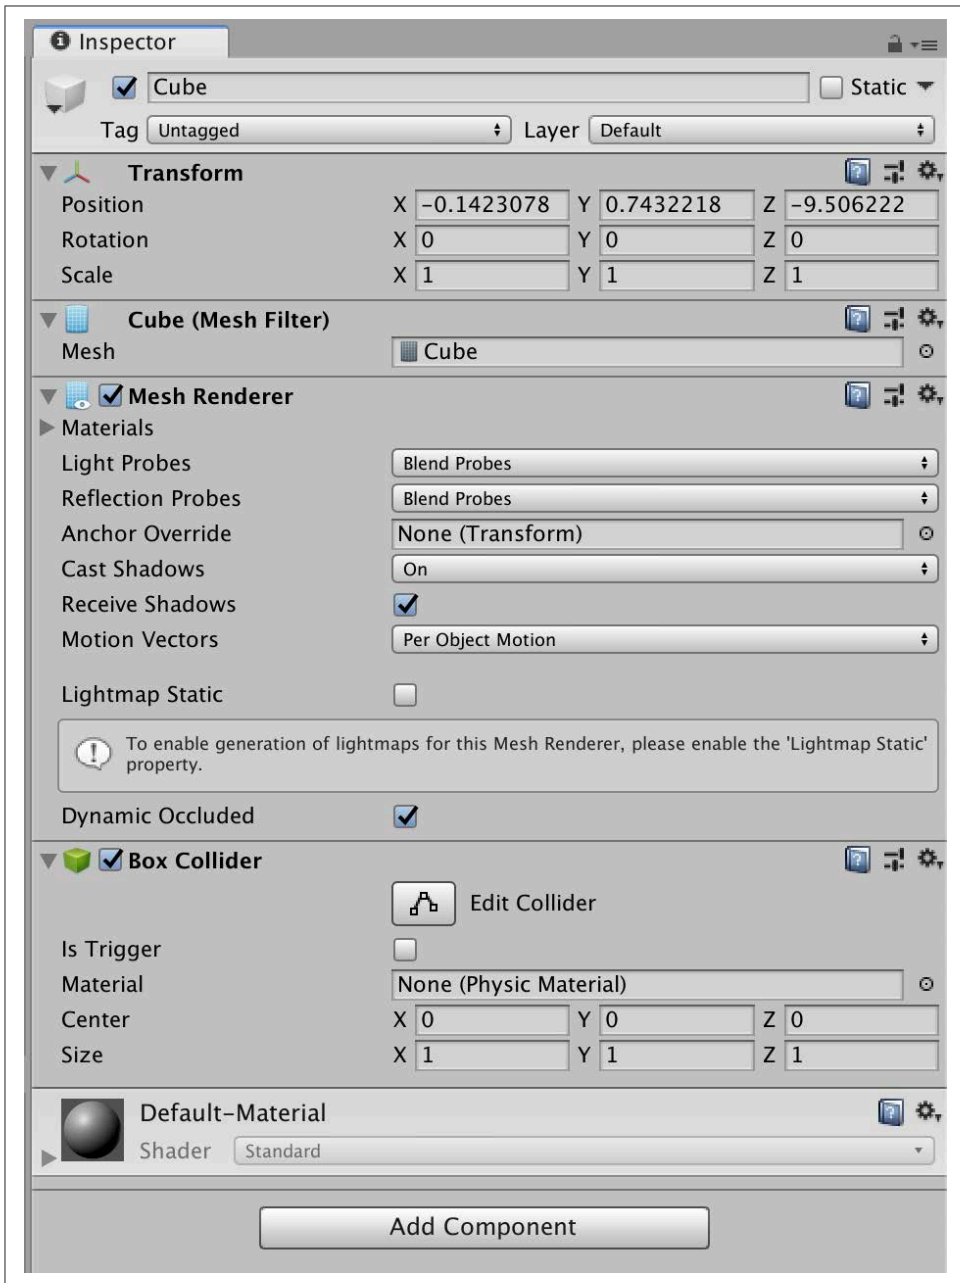 Inspector
Cube
Static
Tag Untagged Layer Default
Transform
Position X -0.1423078 Y 0.7432218 Z -9.506222
Rotation X 0 Y 0 Z 0
Scale X 1 Y 1 Z 1
Cube (Mesh Filter)
Mesh Cube
Mesh Renderer
Materials
Light Probes Blend Probes
Reflection Probes Blend Probes
Anchor Override None (Transform)
Cast Shadows On
Receive Shadows
Motion Vectors Per Object Motion
Lightmap Static
To enable generation of lightmaps for this Mesh Renderer, please enable the 'Lightmap Static'
property.
Dynamic Occluded
Box Collider
Edit Collider
Is Trigger
Material None (Physic Material)
Center X 0 Y 0 Z 0
Size X 1 Y 1 Z 1
Default-Material
Shader Standard
Add Component